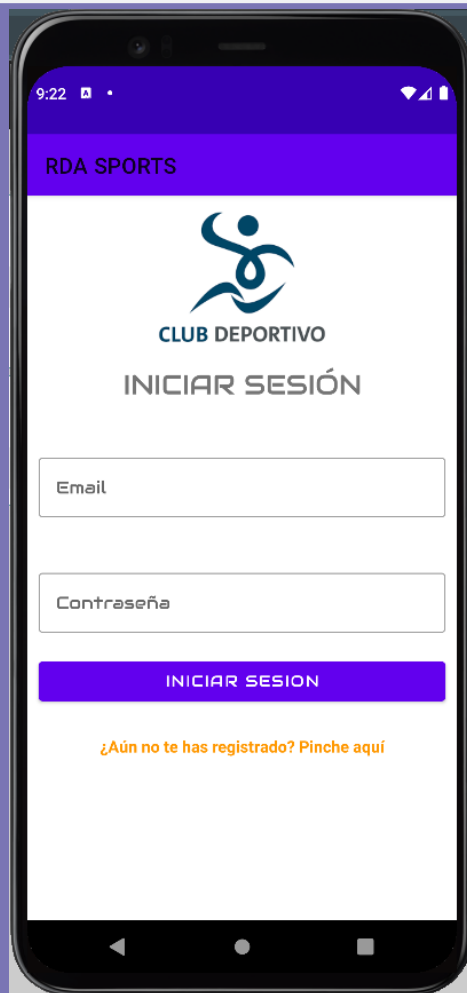 9:22 A
RDA SPORTS
CLUB DEPORTIVO
INICIAR SESIÓN
Email
Contraseña
INICIAR SESION
¿Aún no te has registrado? Pinche aquí